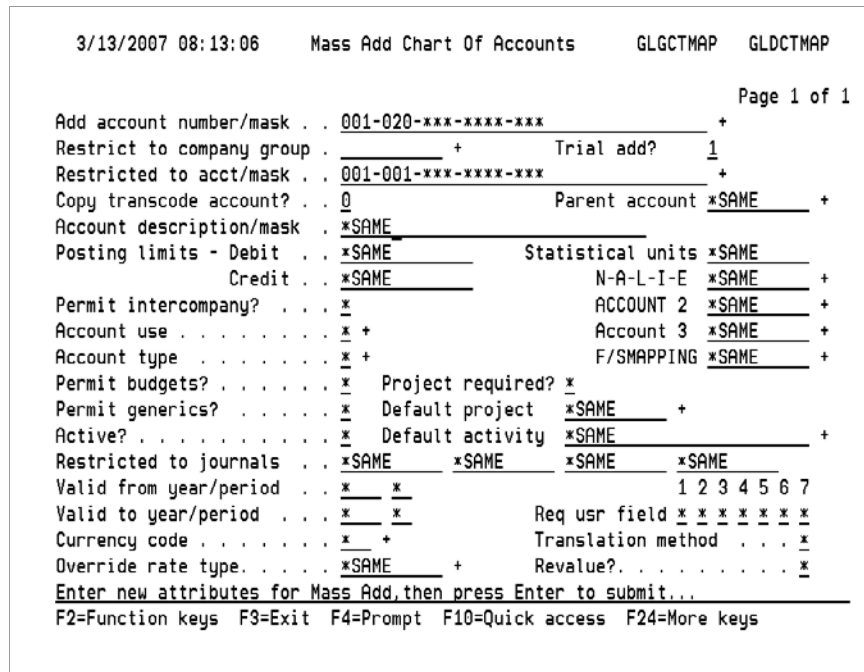 3/13/2007 08:13:06 Mass Add Chart Of Accounts GLGCTMAP GLDCTMAP
Page 1 of 1
Add account number/mask . . 001-020-***-****-*** +
Restrict to company group . + Trial add? 1
Restricted to acct/mask . . 001-001-***-****-*** +
Copy transcode account? . . 0 Parent account *SAME +
Account description/mask . *SAME
Posting limits - Debit . . *SAME Statistical units *SAME
Credit . . *SAME N-A-L-I-E *SAME +
Permit intercompany? . . . * ACCOUNT 2 *SAME +
Account use . . . . . . . . * + Account 3 *SAME +
Account type . . . . . . . * + F/SMAPPING *SAME +
Permit budgets? . . . . . . * Project required? *
Permit generics? . . . . . * Default project *SAME +
Active? . . . . . . . . . . * Default activity *SAME +
Restricted to journals . . *SAME *SAME *SAME *SAME
Valid from year/period . . * * 1 2 3 4 5 6 7
Valid to year/period . . . * * Req usr field * * * * * * *
Currency code . . . . . . . * + Translation method . . . *
Override rate type. . . . . *SAME + Revalue?. . . . . . . . . *
Enter new attributes for Mass Add,then press Enter to submit...
F2=Function keys F3=Exit F4=Prompt F10=Quick access F24=More keys